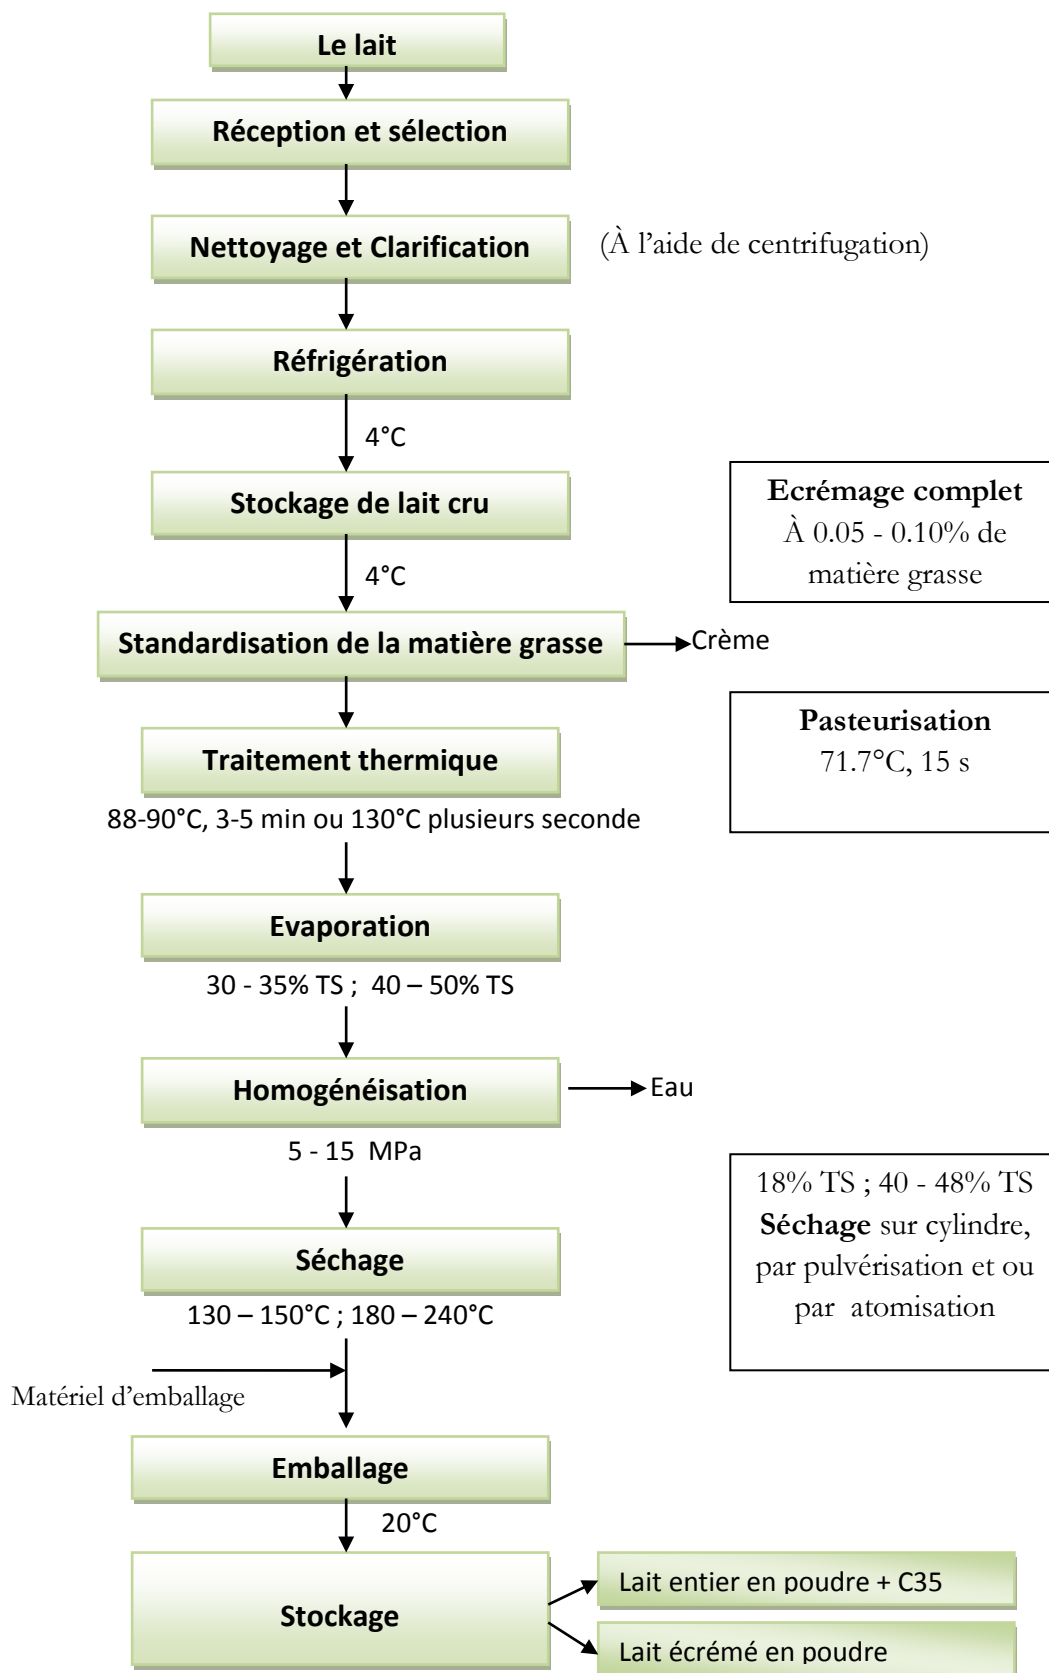 Le lait
Réception et sélection
Nettoyage et Clarification
(À l’aide de centrifugation)
Réfrigération
4°C
Stockage de lait cru
4°C
Ecrémage complet
À 0.05 - 0.10% de
matière grasse
Standardisation de la matière grasse
Crème
Traitement thermique
88-90°C, 3-5 min ou 130°C plusieurs seconde
Pasteurisation
71.7°C, 15 s
Evaporation
30 - 35% TS ; 40 – 50% TS
Homogénéisation
Eau
5 - 15 MPa
Séchage
130 – 150°C ; 180 – 240°C
18% TS ; 40 - 48% TS
Séchage sur cylindre,
par pulvérisation et ou
par atomisation
Matériel d’emballage
Emballage
20°C
Stockage
Lait entier en poudre + C35
Lait écrémé en poudre